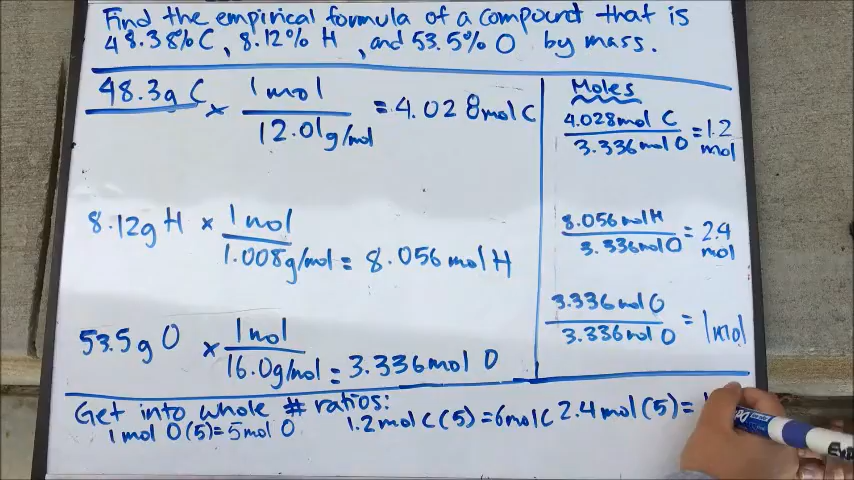 Find the empirical formula of a compound that is
48.38% C, 8.12% H, and 53.5% O by mass.
48.3g C × 1 mol / 12.01g/mol = 4.028 mol C
8.12g H × 1 mol / 1.008g/mol = 8.056 mol H
53.5g O × 1 mol / 16.0g/mol = 3.336 mol O
Moles
4.028 mol C / 3.336 mol O = 1.2 mol
8.056 mol H / 3.336 mol O = 2.4 mol
3.336 mol O / 3.336 mol O = 1 mol
Get into whole # ratios:
1 mol O (5) = 5 mol O 1.2 mol C (5) = 6 mol C 2.4 mol (5) =